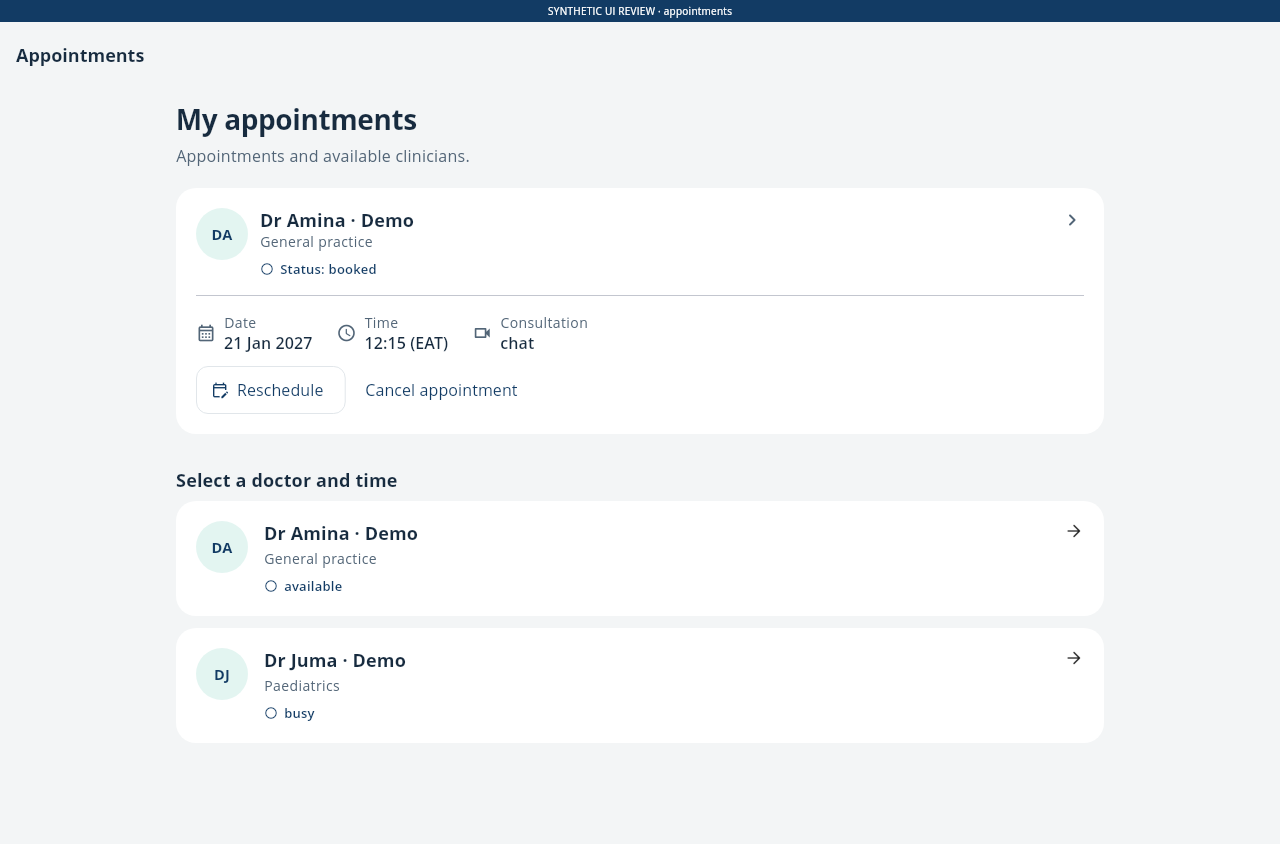 SYNTHETIC UI REVIEW · appointments
Appointments
My appointments
Appointments and available clinicians.
DA
Dr Amina · Demo
General practice
Status: booked
Date
21 Jan 2027
Time
12:15 (EAT)
Consultation
chat
Reschedule
Cancel appointment
Select a doctor and time
DA
Dr Amina · Demo
General practice
available
DJ
Dr Juma · Demo
Paediatrics
busy